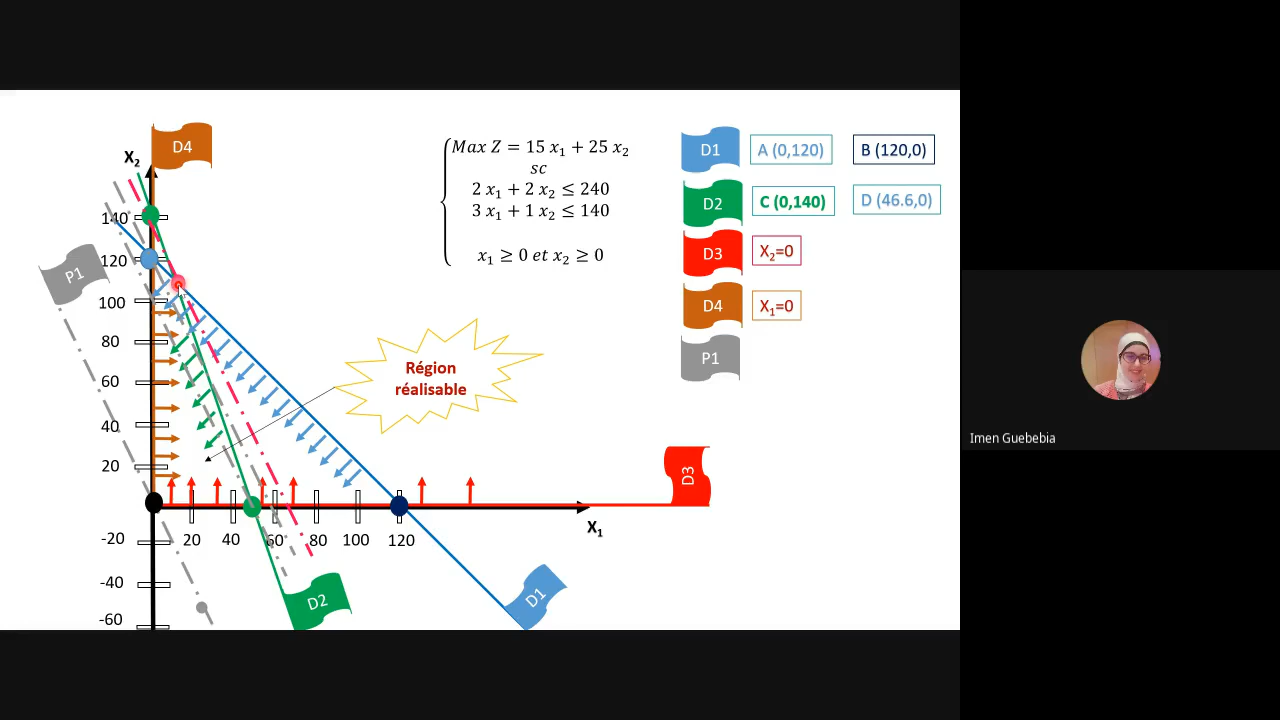 D4
X₂
Max Z = 15 x₁ + 25 x₂
sc
2 x₁ + 2 x₂ ≤ 240
3 x₁ + 1 x₂ ≤ 140
x₁ ≥ 0 et x₂ ≥ 0
D1
A (0,120)
B (120,0)
D2
C (0,140)
D (46.6,0)
D3
X₂=0
D4
X₁=0
P1
P1
140
120
100
80
60
40
20
-20
-40
-60
Région
réalisable
D3
X₁
20
40
60
80
100
120
D2
D1
Imen Guebebia